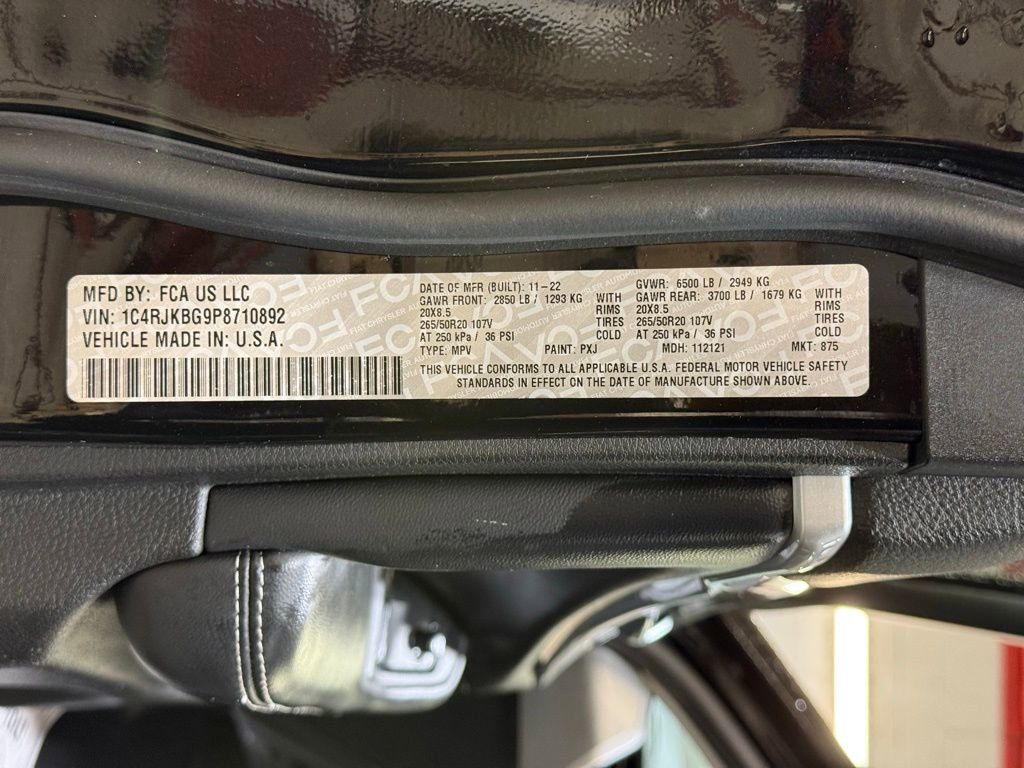 MFD BY: FCA US LLC
VIN: 1C4RJKBG9P8710892
VEHICLE MADE IN: U.S.A.
DATE OF MFR (BUILT): 11-22 GVWR: 6500 LB / 2949 KG
GAWR FRONT: 2850 LB / 1293 KG WITH GAWR REAR: 3700 LB / 1679 KG WITH
20X8.5 RIMS 20X8.5 RIMS
265/50R20 107V TIRES 265/50R20 107V TIRES
AT 250 kPa / 36 PSI COLD AT 250 kPa / 36 PSI COLD
TYPE: MPV PAINT: PXJ MDH: 112121 MKT: 875
THIS VEHICLE CONFORMS TO ALL APPLICABLE U.S.A. FEDERAL MOTOR VEHICLE SAFETY
STANDARDS IN EFFECT ON THE DATE OF MANUFACTURE SHOWN ABOVE.